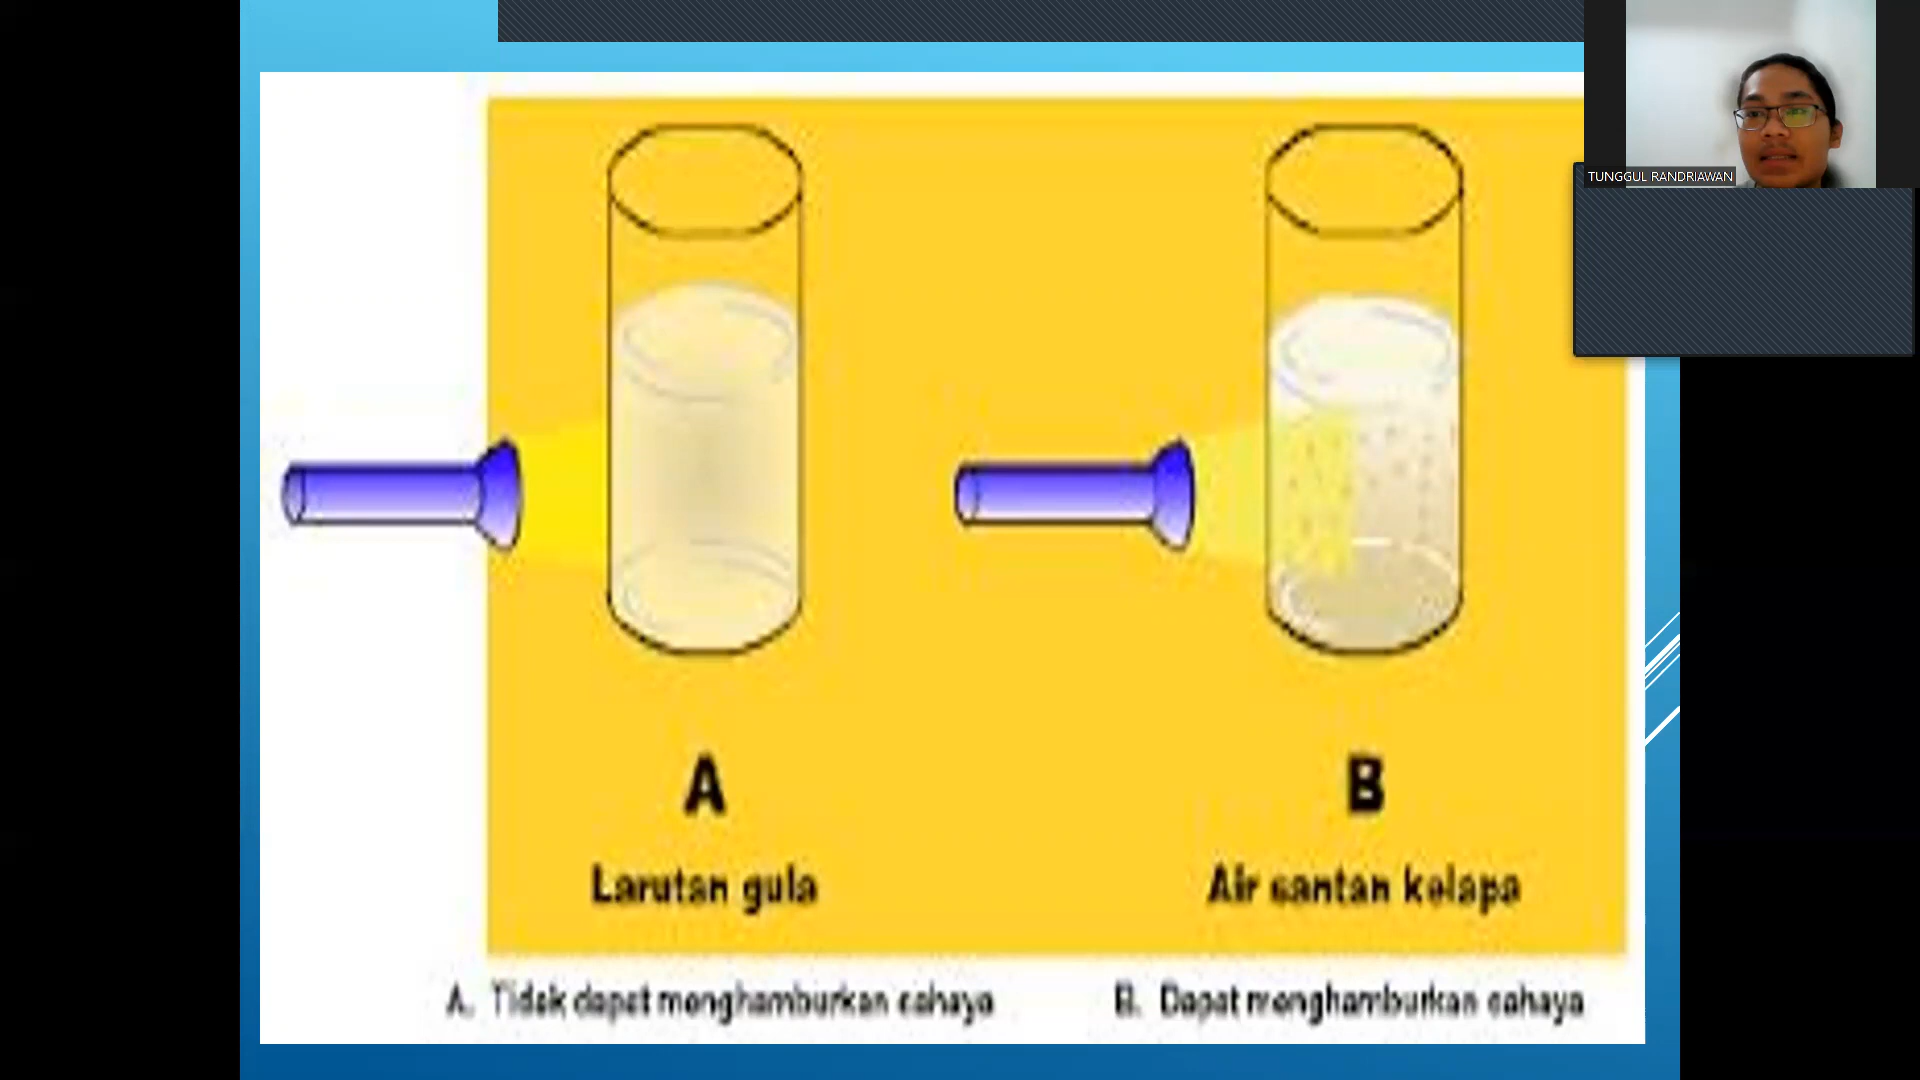 TUNGGUL RANDRIAWAN
A
B
Larutan gula
Air santan kelapa
A. Tidak dapat menghamburkan cahaya
B. Dapat menghamburkan cahaya